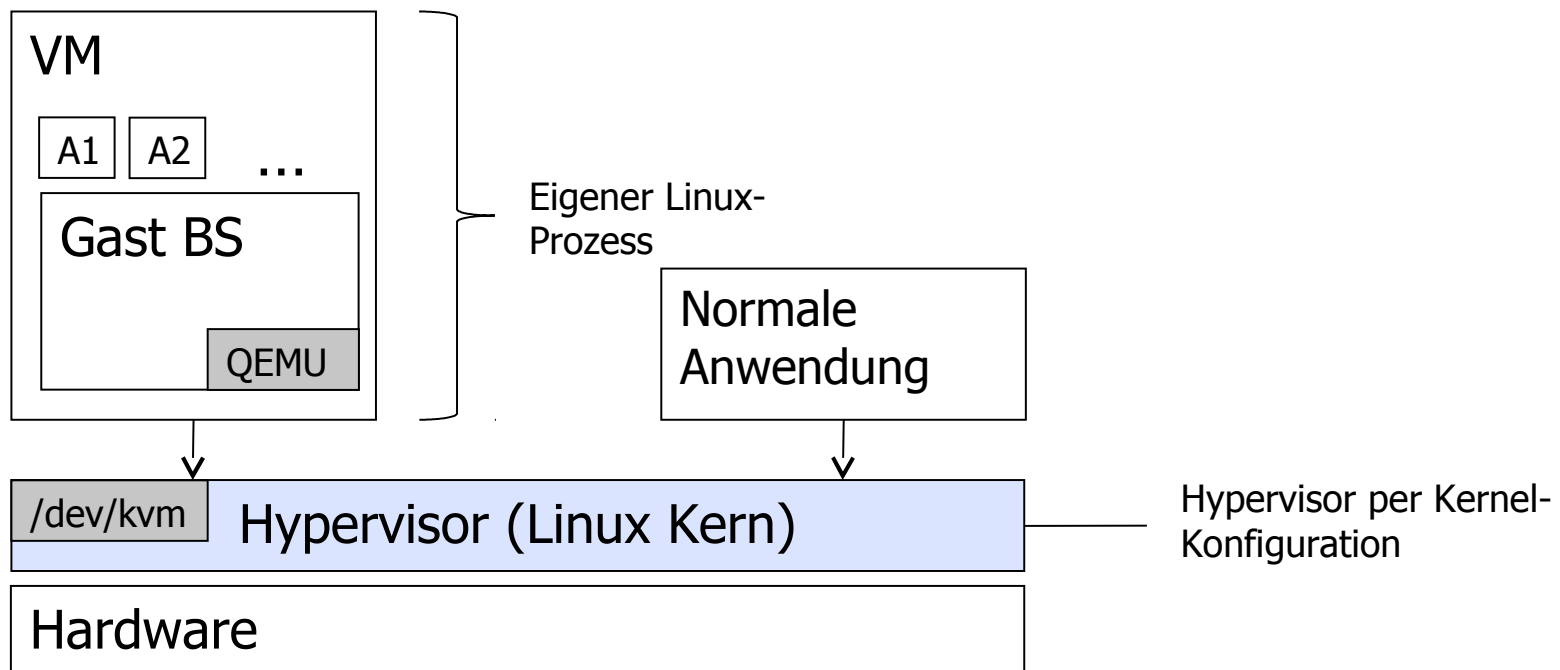 VM
A1
A2
...
Gast BS
QEMU
Eigener Linux-
Prozess
Normale
Anwendung
/dev/kvm
Hypervisor (Linux Kern)
Hypervisor per Kernel-
Konfiguration
Hardware